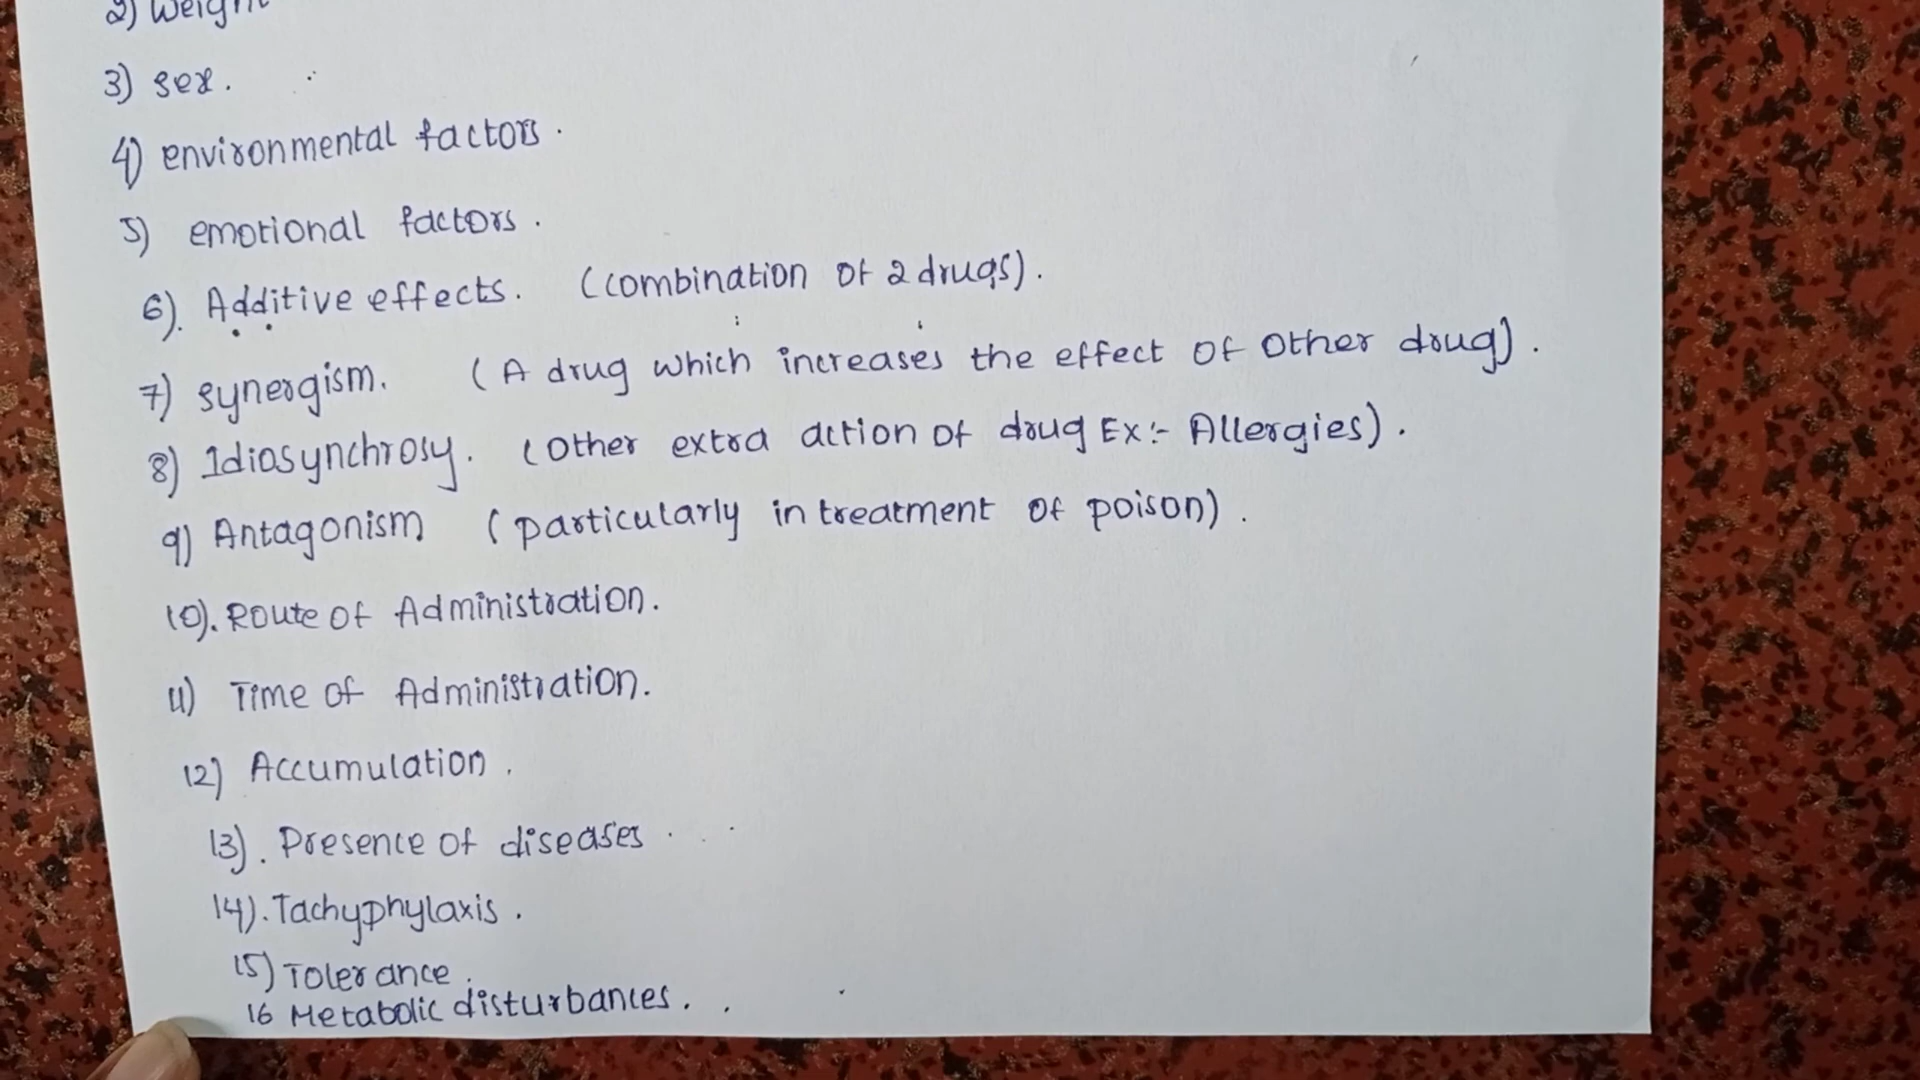 2) Weight
3) sex.
4) environmental factors.
5) emotional factors.
6). Additive effects. (combination of 2 drugs).
7) synergism. (A drug which increases the effect of other drug).
8) Idiosynchrosy. (other extra action of drug Ex:- Allergies).
9) Antagonism (particularly in treatment of poison).
10). Route of Administration.
11) Time of Administration.
12) Accumulation.
13). Presence of diseases.
14). Tachyphylaxis.
15) Tolerance.
16 Metabolic disturbances.